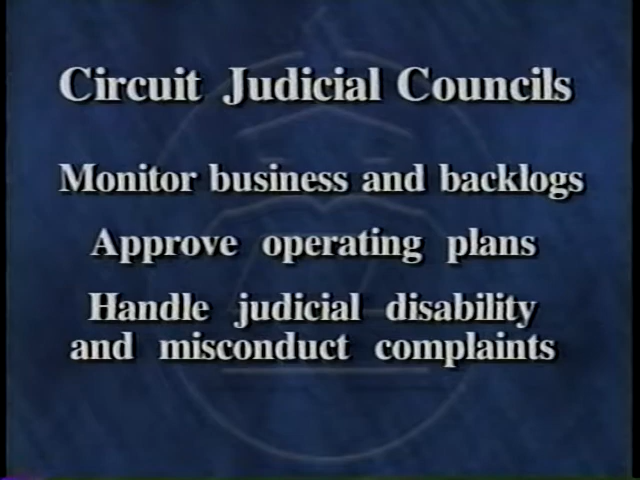 Circuit Judicial Councils
Monitor business and backlogs
Approve operating plans
Handle judicial disability
and misconduct complaints